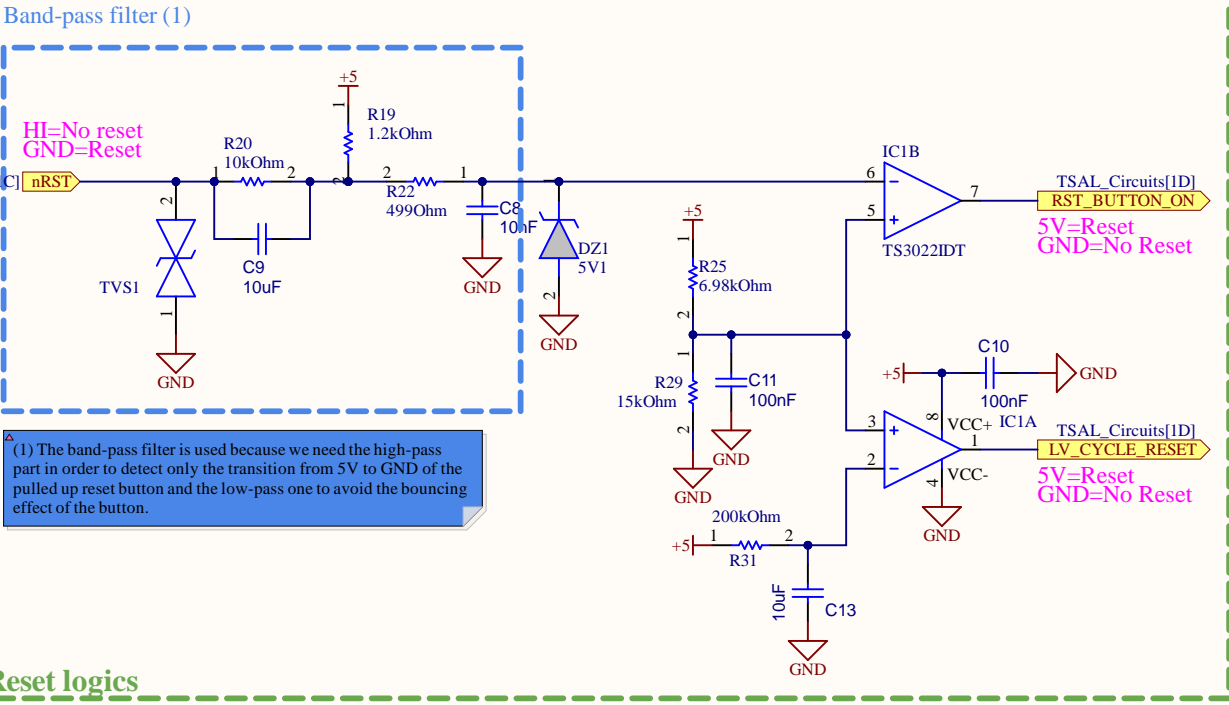 Band-pass filter (1)
HI=No reset
GND=Reset
C]
nRST
R20
10kOhm
1
2
C9
10uF
+5
1
R19
1.2kOhm
2
2
1
R22
499Ohm
C8
10nF
GND
2
TVS1
1
GND
DZ1
5V1
2
GND
+5
1
R25
6.98kOhm
2
1
R29
15kOhm
2
GND
C11
100nF
GND
IC1B
6
5
7
TS3022IDT
TSAL_Circuits[1D]
RST_BUTTON_ON
5V=Reset
GND=No Reset
C10
+5
GND
100nF
8
VCC+
IC1A
3
2
1
4
VCC-
GND
TSAL_Circuits[1D]
LV_CYCLE_RESET
5V=Reset
GND=No Reset
200kOhm
+5
1
2
R31
10uF
C13
GND
(1) The band-pass filter is used because we need the high-pass
part in order to detect only the transition from 5V to GND of the
pulled up reset button and the low-pass one to avoid the bouncing
effect of the button.
Reset logics